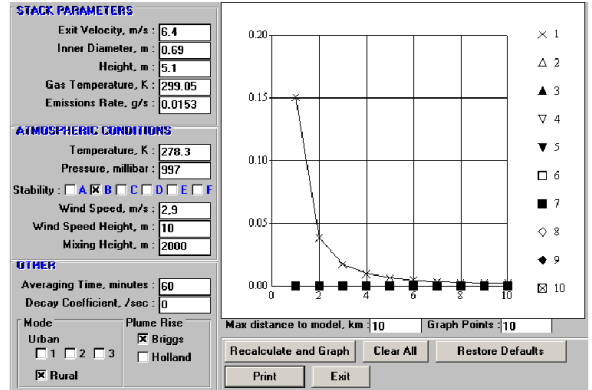 STACK PARAMETERS
Exit Velocity, m/s : 6.4
Inner Diameter, m : 0.69
Height, m : 5.1
Gas Temperature, K : 299.05
Emissions Rate, g/s : 0.0153
ATMOSPHERIC CONDITIONS
Temperature, K : 278.3
Pressure, millibar : 997
Stability : A B C D E F
Wind Speed, m/s : 2,9
Wind Speed Height, m : 10
Mixing Height, m : 2000
OTHER
Averaging Time, minutes : 60
Decay Coefficient, /sec : 0
Mode
Urban
1 2 3
Rural
Plume Rise
Briggs
Holland
0.20
0.15
0.10
0.05
0.00
0 2 4 6 8 10
1
2
3
4
5
6
7
8
9
10
Max distance to model, km : 10 Graph Points : 10
Recalculate and Graph Clear All Restore Defaults
Print Exit